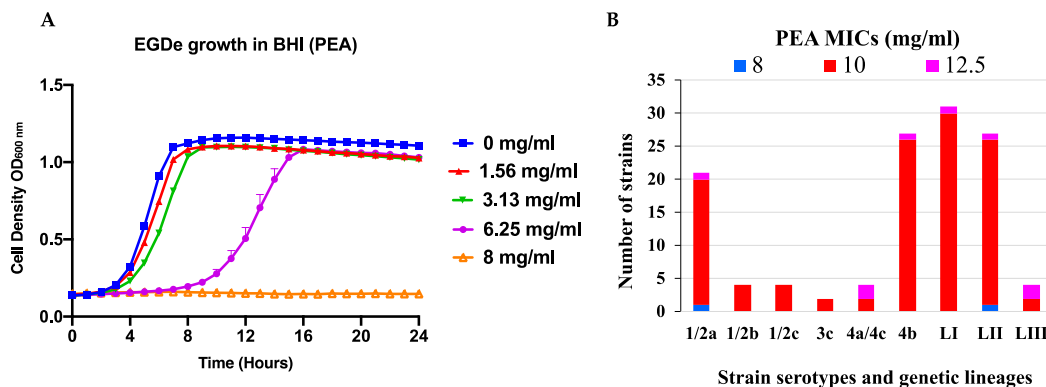 A
EGDe growth in BHI (PEA)
Cell Density OD600 nm
1.5
1.0
0.5
0.0
0 4 8 12 16 20 24
Time (Hours)
0 mg/ml
1.56 mg/ml
3.13 mg/ml
6.25 mg/ml
8 mg/ml
B
PEA MICs (mg/ml)
8 10 12.5
Number of strains
35
30
25
20
15
10
5
0
1/2a 1/2b 1/2c 3c 4a/4c 4b LI LII LIII
Strain serotypes and genetic lineages